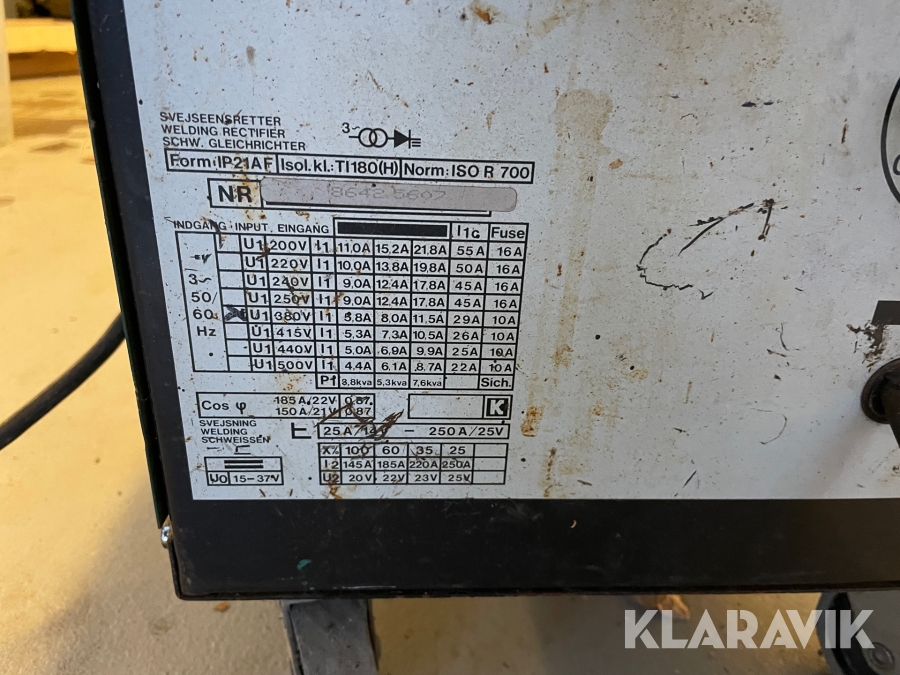 SVEJSEENSRETTER
WELDING RECTIFIER
SCHW. GLEICHRICHTER
3~
Form: IP21AF Isol. kl.: TI180(H) Norm: ISO R 700
NR
INDGANG · INPUT · EINGANG I1G Fuse
U1 200V I1 11.0A 15.2A 21.8A 55A 16A
U1 220V I1 10.0A 13.8A 19.8A 50A 16A
3~ U1 240V I1 9.0A 12.4A 17.8A 45A 16A
50/ U1 250V I1 9.0A 12.4A 17.8A 45A 16A
60 X U1 380V I1 5.8A 8.0A 11.5A 29A 10A
Hz U1 415V I1 5.3A 7.3A 10.5A 26A 10A
U1 440V I1 5.0A 6.9A 9.9A 25A 10A
U1 500V I1 4.4A 6.1A 8.7A 22A 10A
P1 3,8kva 5,3kva 7,6kva Sich.
Cos φ 185A/22V 0.87
150A/21V 0.87 K
SVEJSNING
WELDING
SCHWEISSEN
25A/14V - 250A/25V
X% 100 60 35 25
I2 145A 185A 220A 250A
U0 15-37V U2 20V 22V 23V 25V
KLARAVIK